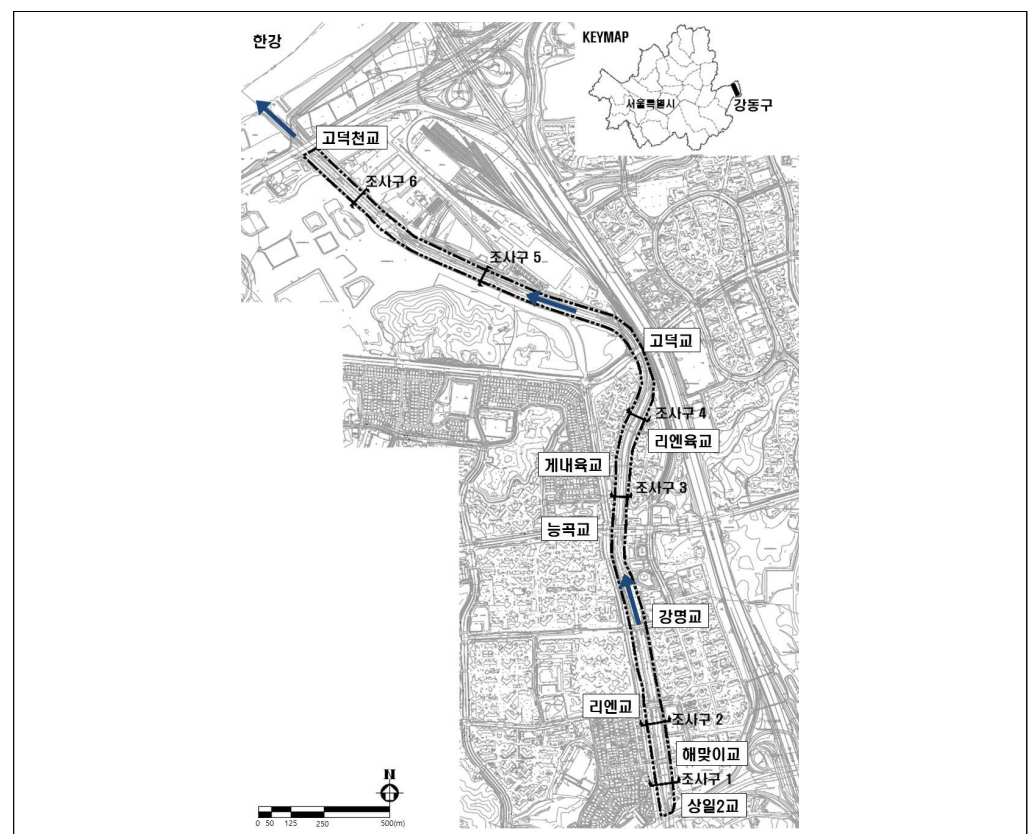 한강
KEYMAP
서울특별시
강동구
고덕천교
조사구 6
조사구 5
고덕교
조사구 4
리엔육교
게내육교
조사구 3
능곡교
강명교
리엔교
조사구 2
해맞이교
조사구 1
상일2교
N
0 50 125 250 500(m)